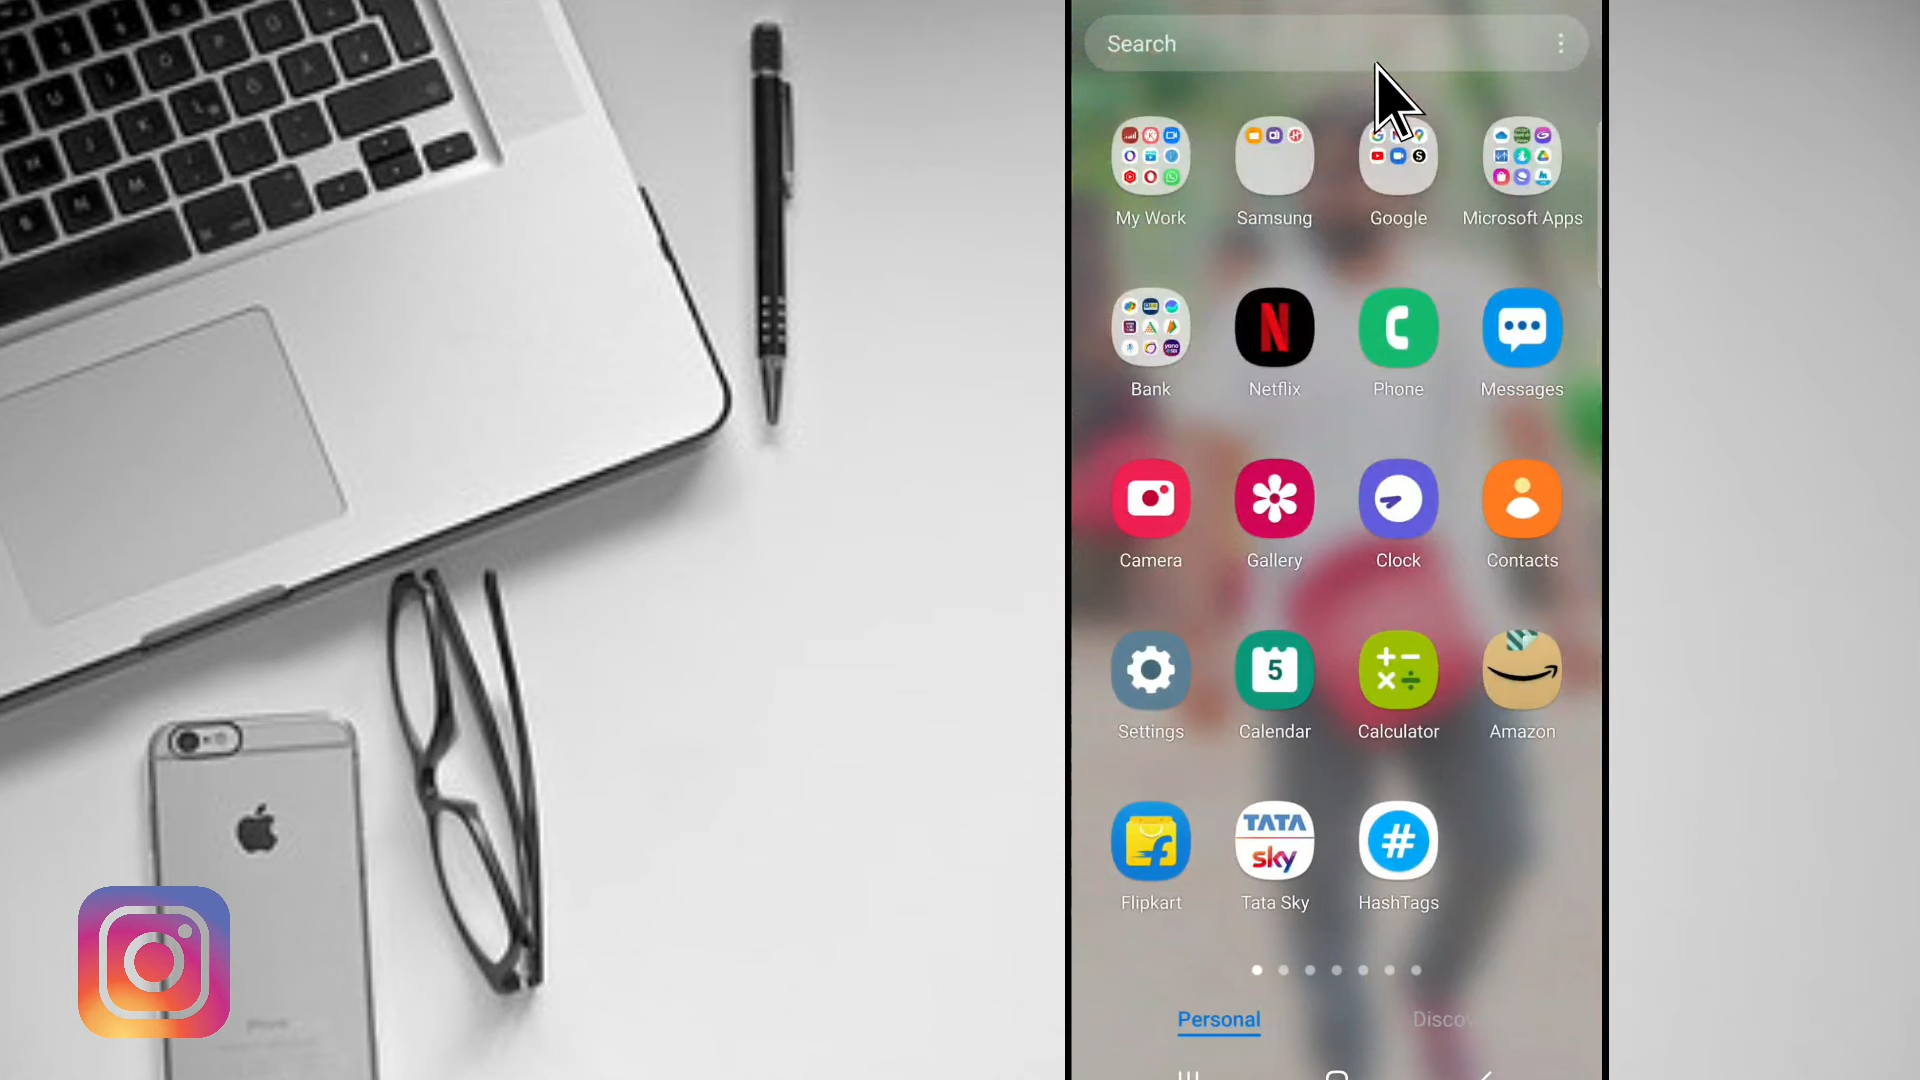 Search
My Work
Samsung
Google
Microsoft Apps
Bank
Netflix
Phone
Messages
Camera
Gallery
Clock
Contacts
5
Settings
Calendar
Calculator
Amazon
TATA
sky
#
Flipkart
Tata Sky
HashTags
Personal
Disco